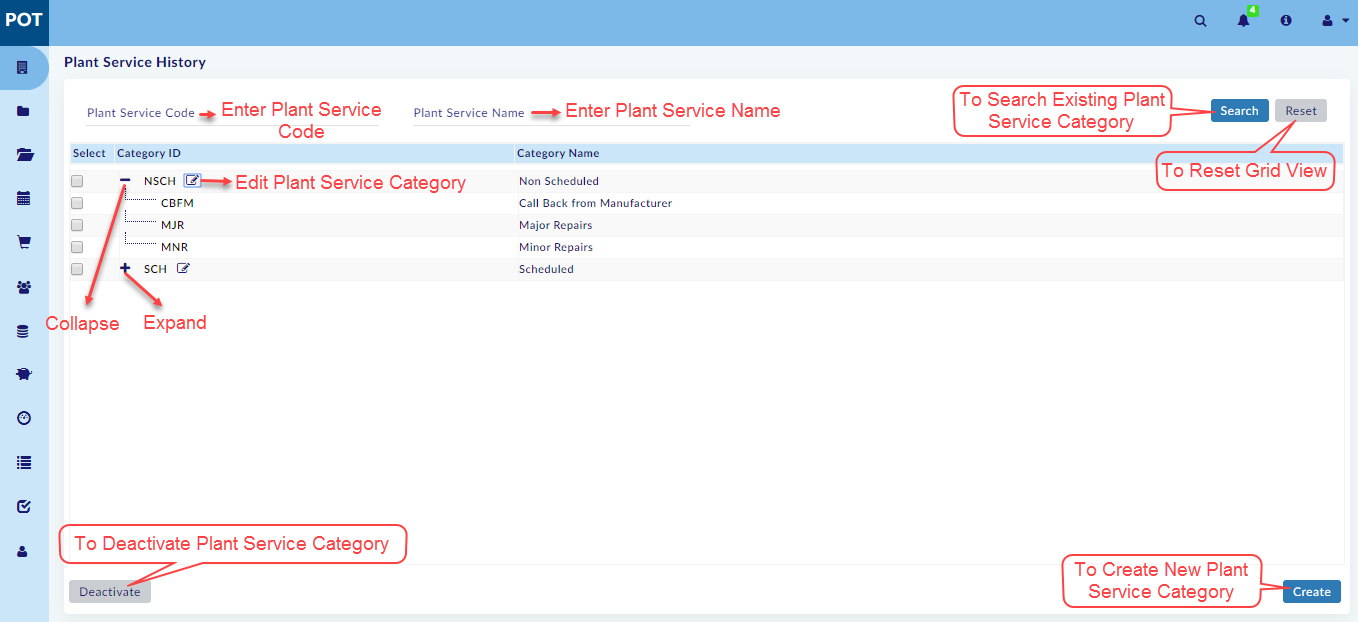 POT
4
Plant Service History
Plant Service Code
Enter Plant Service
Code
Plant Service Name
Enter Plant Service Name
To Search Existing Plant
Service Category
Search
Reset
To Reset Grid View
Select Category ID Category Name
NSCH Edit Plant Service Category Non Scheduled
CBFM Call Back from Manufacturer
MJR Major Repairs
MNR Minor Repairs
SCH Scheduled
Collapse
Expand
To Deactivate Plant Service Category
Deactivate
To Create New Plant
Service Category
Create